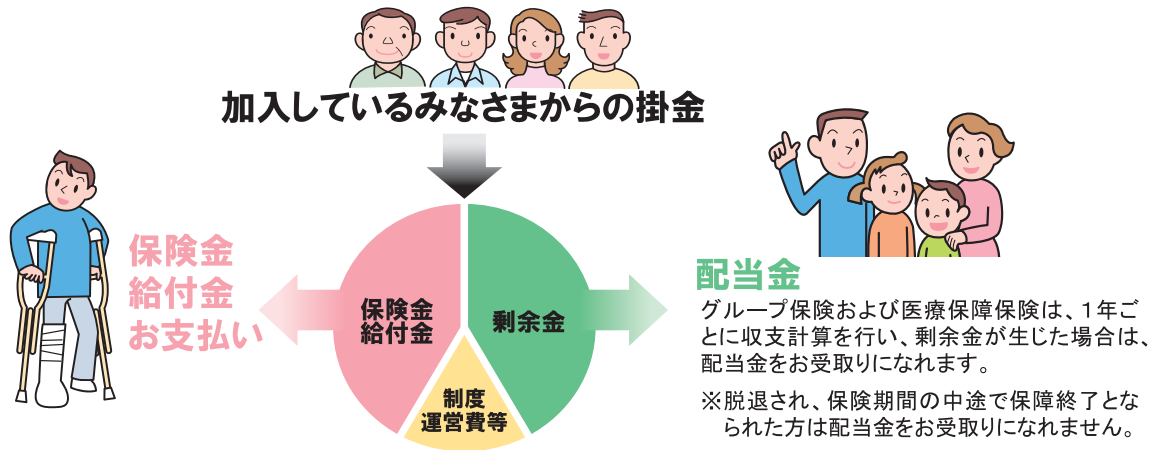 加入しているみなさまからの掛金
保険金
給付金
お支払い
保険金
給付金
剰余金
制度
運営費等
配当金
グループ保険および医療保障保険は、1年ご
とに収支計算を行い、剰余金が生じた場合は、
配当金をお受取りになれます。
※脱退され、保険期間の中途で保障終了とな
られた方は配当金をお受取りになれません。